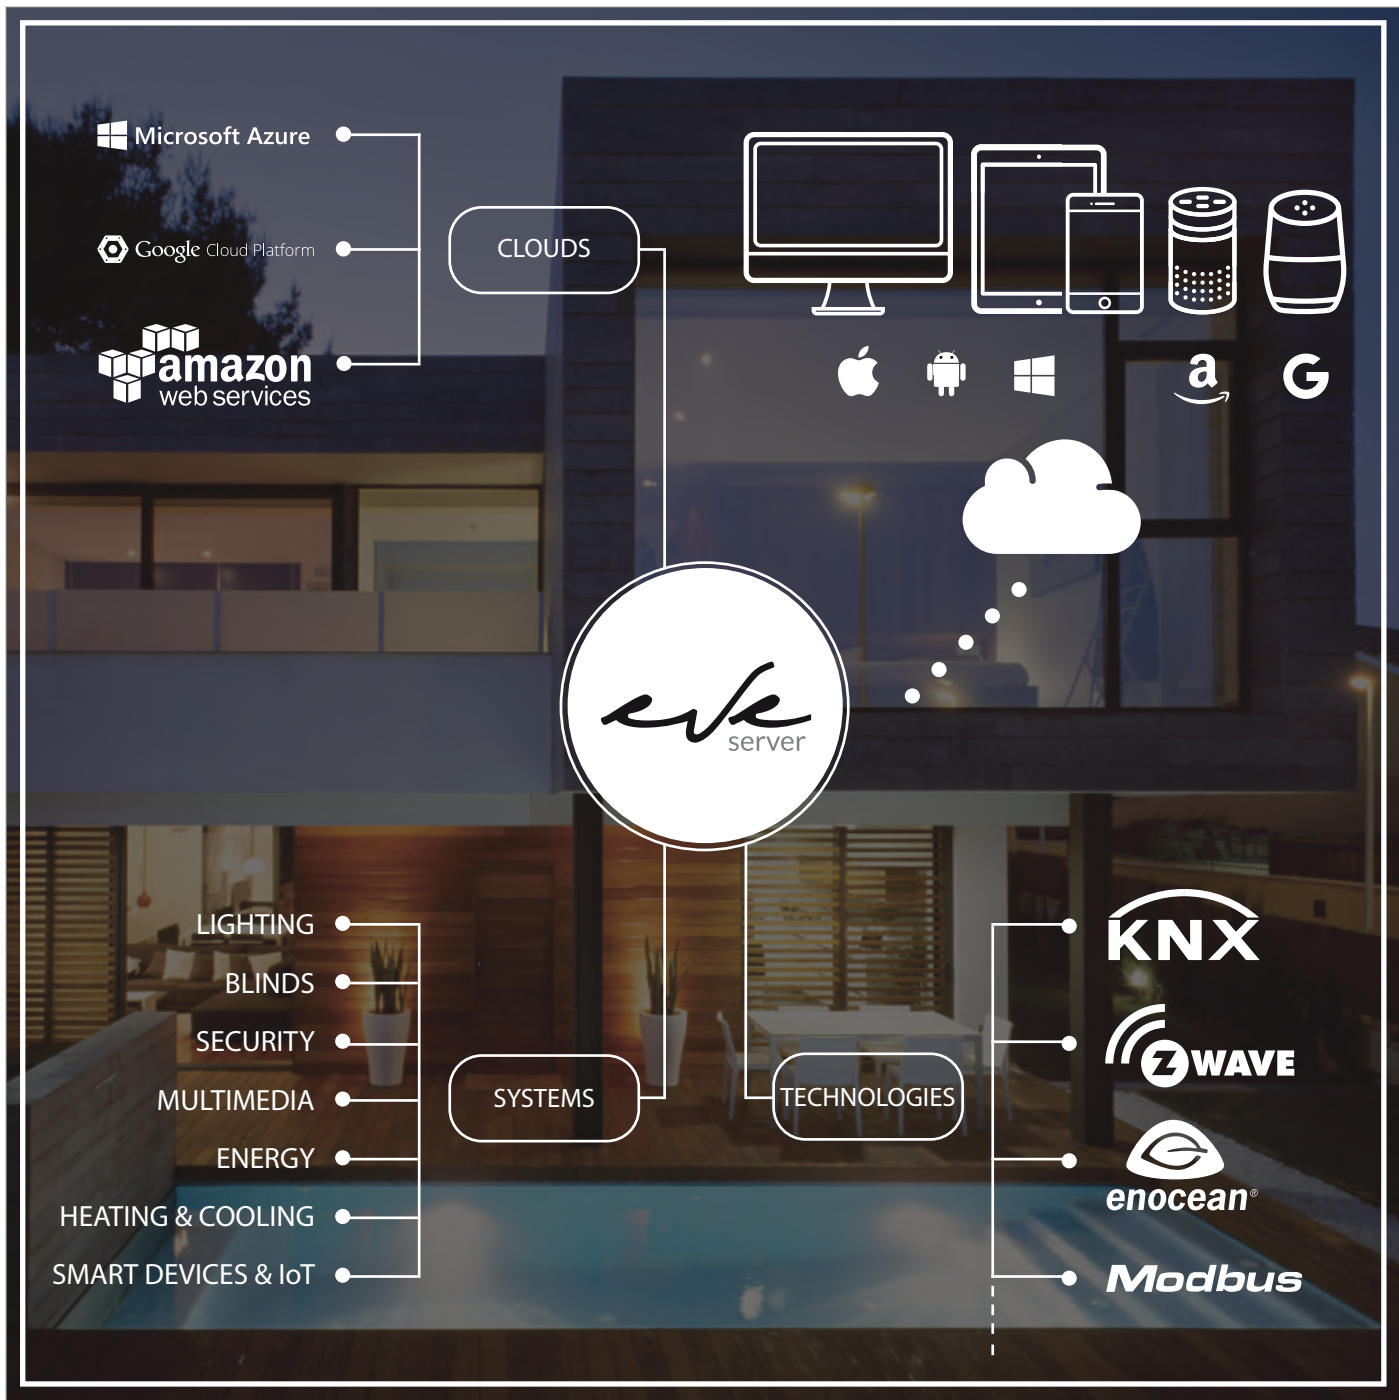 Microsoft Azure
Google Cloud Platform
amazon
web services
CLOUDS
a
G
eve
server
LIGHTING
BLINDS
SECURITY
MULTIMEDIA
ENERGY
HEATING & COOLING
SMART DEVICES & IoT
SYSTEMS
TECHNOLOGIES
KNX
Z WAVE
enocean®
Modbus